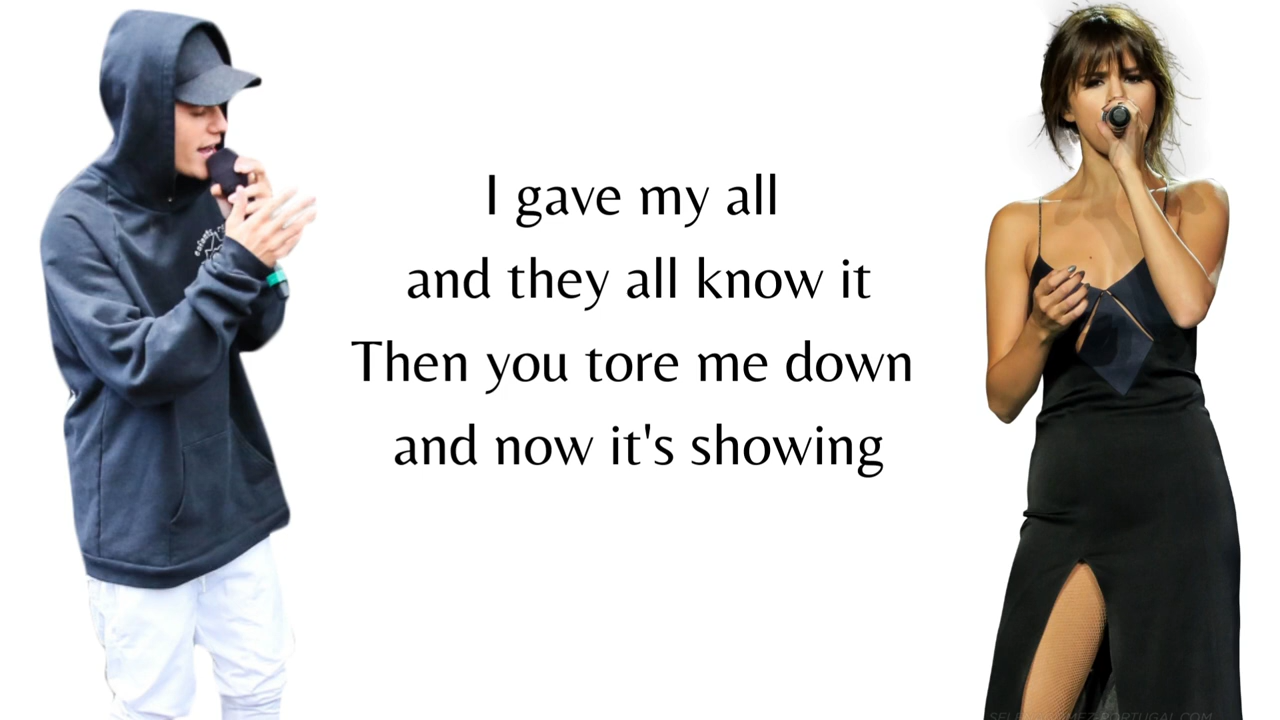 I gave my all
and they all know it
Then you tore me down
and now it's showing